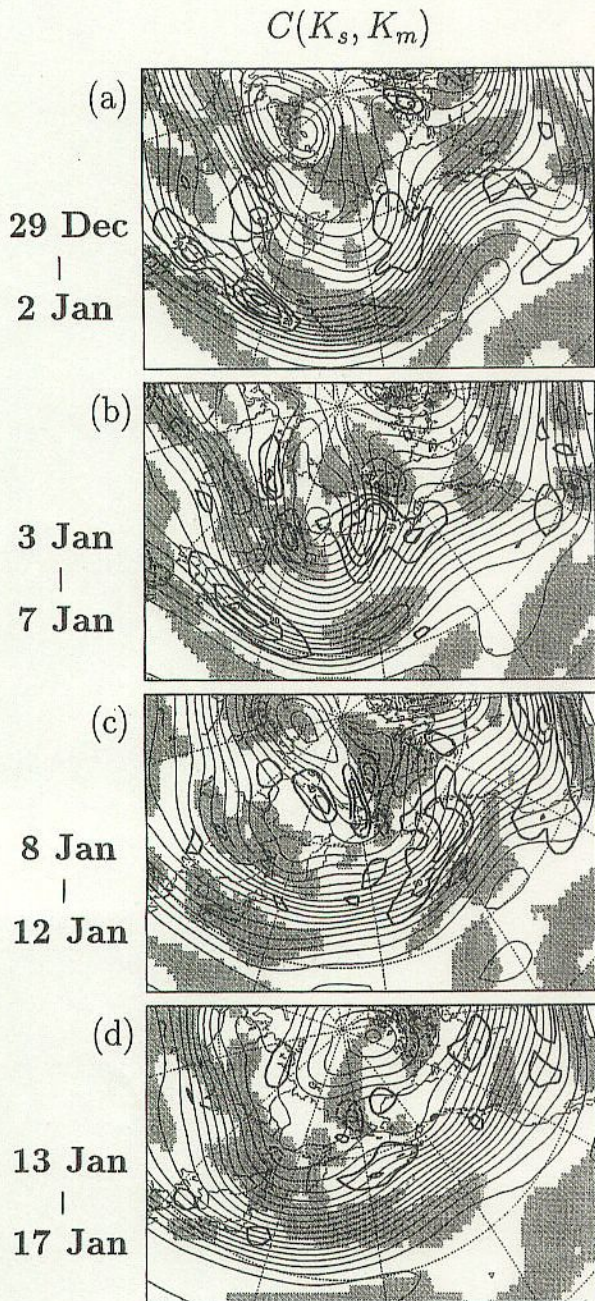 C(K_s, K_m)
(a)
29 Dec
|
2 Jan
(b)
3 Jan
|
7 Jan
(c)
8 Jan
|
12 Jan
(d)
13 Jan
|
17 Jan